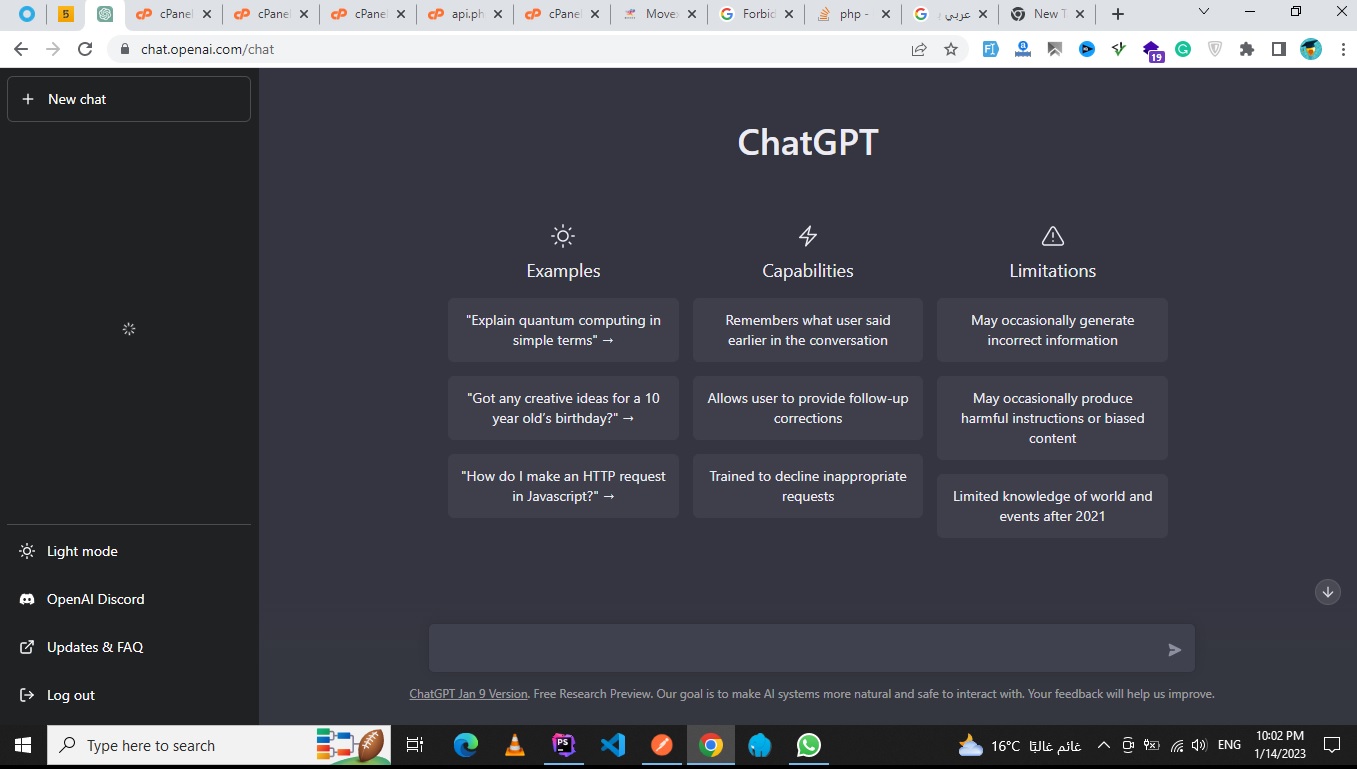 5
cPanel
cPanel
cPanel
api.ph
cPanel
Move
Forbid
php -
عربي
New T
chat.openai.com/chat
19
New chat
ChatGPT
Examples
Capabilities
Limitations
"Explain quantum computing in
simple terms" →
Remembers what user said
earlier in the conversation
May occasionally generate
incorrect information
"Got any creative ideas for a 10
year old's birthday?" →
Allows user to provide follow-up
corrections
May occasionally produce
harmful instructions or biased
content
"How do I make an HTTP request
in Javascript?" →
Trained to decline inappropriate
requests
Limited knowledge of world and
events after 2021
Light mode
OpenAI Discord
Updates & FAQ
Log out
ChatGPT Jan 9 Version. Free Research Preview. Our goal is to make AI systems more natural and safe to interact with. Your feedback will help us improve.
Type here to search
PS
16°C غائم غالبًا
ENG
10:02 PM
1/14/2023